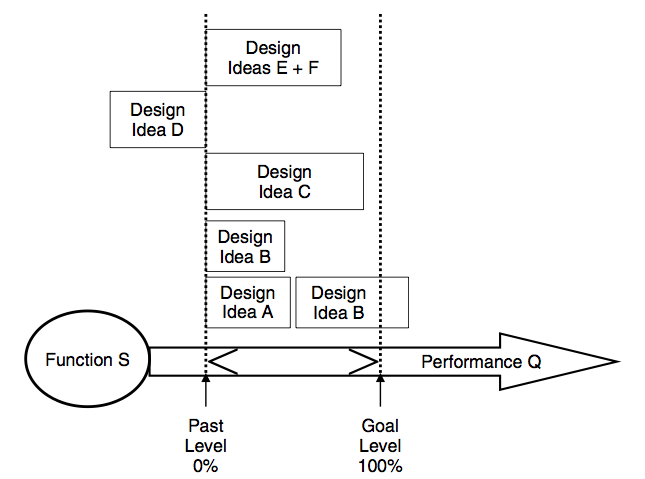 Design
Ideas E + F
Design
Idea D
Design
Idea C
Design
Idea B
Design
Idea A
Design
Idea B
Function S
Performance Q
Past
Level
0%
Goal
Level
100%